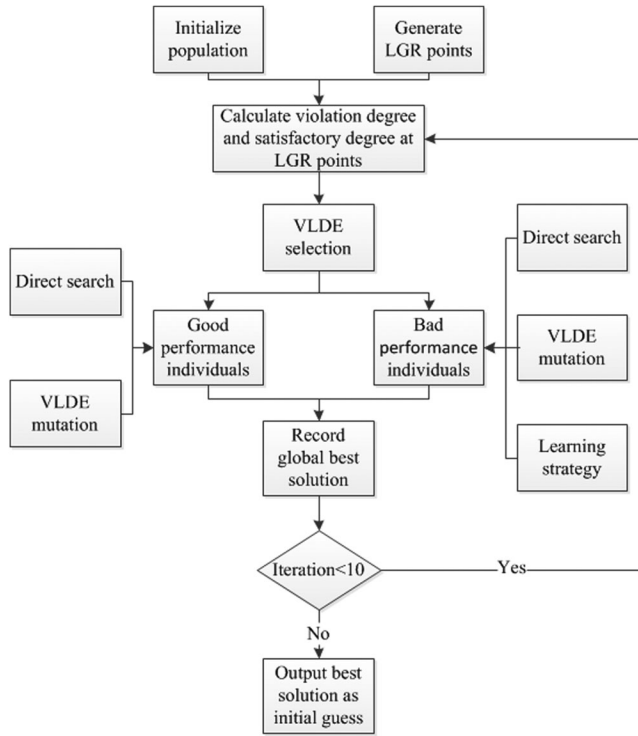 Initialize
population
Generate
LGR points
Calculate violation degree
and satisfactory degree at
LGR points
VLDE
selection
Direct search
VLDE
mutation
Good
performance
individuals
Bad
performance
individuals
Direct search
VLDE
mutation
Learning
strategy
Record
global best
solution
Iteration<10
Yes
No
Output best
solution as
initial guess